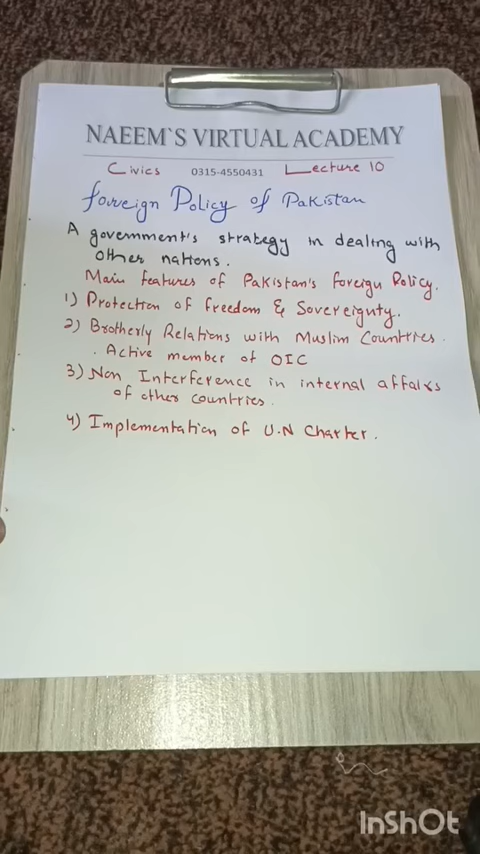 NAEEM`S VIRTUAL ACADEMY
Civics 0315-4550431 Lecture 10
foreign Policy of Pakistan
A government's strategy in dealing with
other nations.
Main features of Pakistan's foreign Policy.
1) Protection of freedom & Sovereignty.
2) Brotherly Relations with Muslim Countries.
. Active member of OIC
3) Non Interference in internal affairs
of other countries.
4) Implementation of U.N Charter.
InShOt